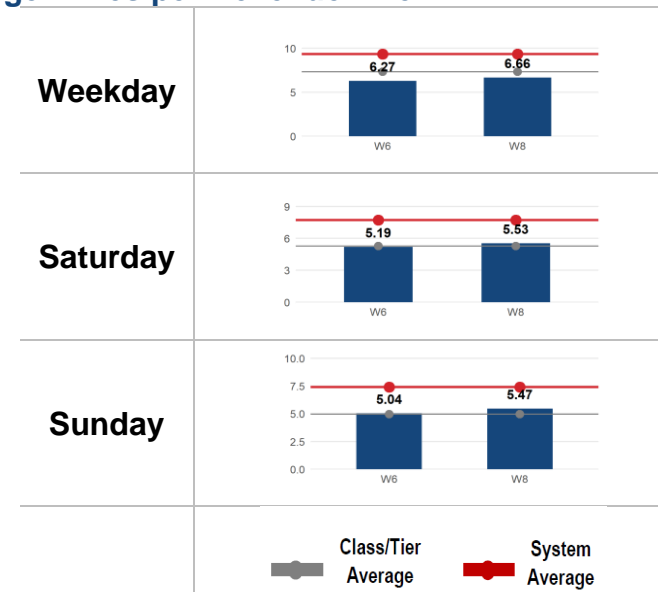 Weekday
10
5
0
6.27
6.66
W6
W8
Saturday
9
6
3
0
5.19
5.53
W6
W8
Sunday
10.0
7.5
5.0
2.5
0.0
5.04
5.47
W6
W8
Class/Tier
Average
System
Average